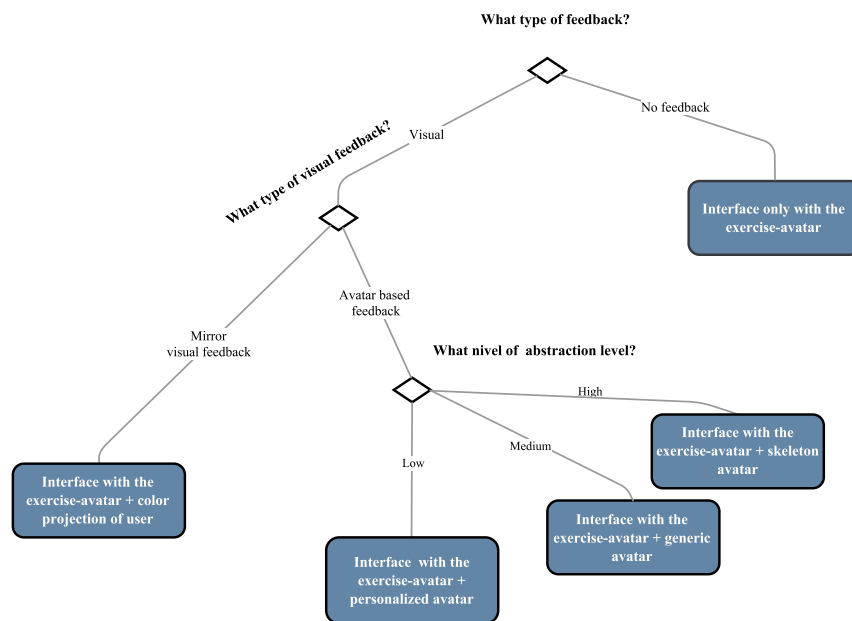 What type of feedback?
No feedback
Visual
What type of visual feedback?
Interface only with the
exercise-avatar
Avatar based
feedback
Mirror
visual feedback
What nivel of  abstraction level?
High
Medium
Low
Interface with the
exercise-avatar + skeleton
avatar
Interface with the
exercise-avatar + color
projection of user
Interface with the
exercise-avatar + generic
avatar
Interface  with the
exercise-avatar +
personalized avatar